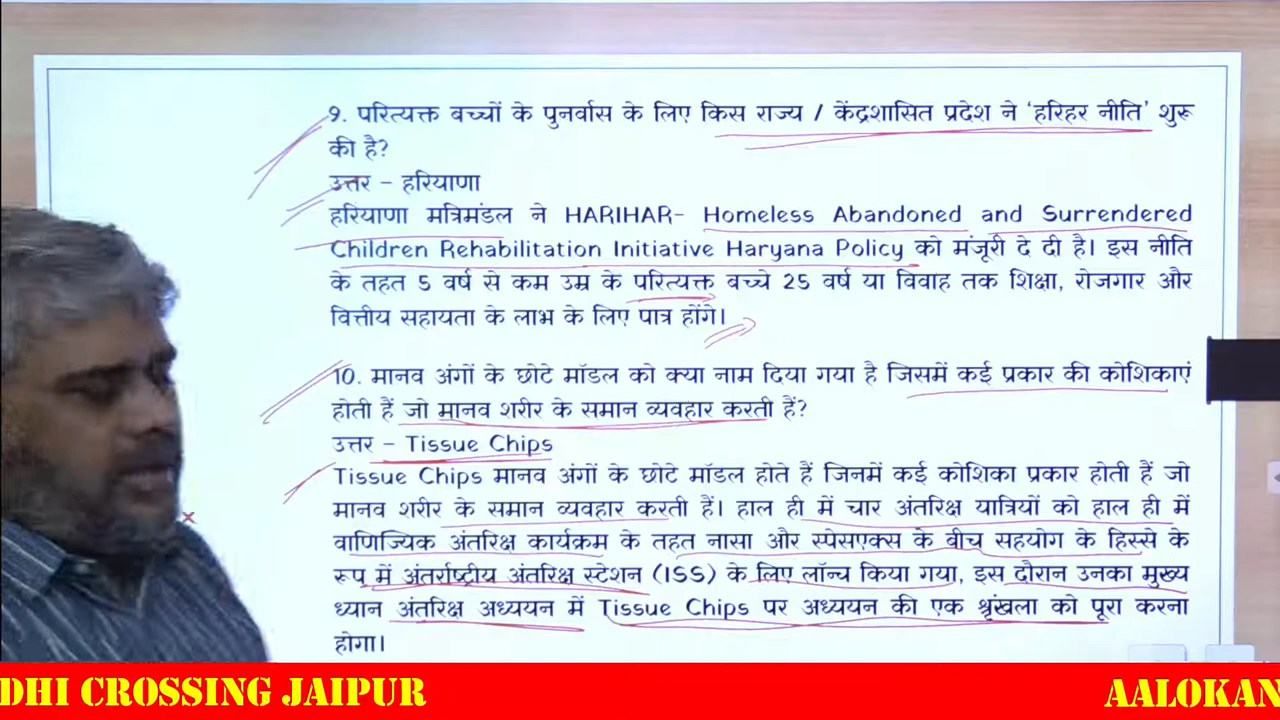 9. परित्यक्त बच्चों के पुनर्वास के लिए किस राज्य / केंद्रशासित प्रदेश ने ‘हरिहर नीति’ शुरू
की है?
उत्तर – हरियाणा
हरियाणा मत्रिमंडल ने HARIHAR- Homeless Abandoned and Surrendered
Children Rehabilitation Initiative Haryana Policy को मंजूरी दे दी है। इस नीति
के तहत 5 वर्ष से कम उम्र के परित्यक्त बच्चे 25 वर्ष या विवाह तक शिक्षा, रोजगार और
वित्तीय सहायता के लाभ के लिए पात्र होंगे।
10. मानव अंगों के छोटे मॉडल को क्या नाम दिया गया है जिसमें कई प्रकार की कोशिकाएं
होती हैं जो मानव शरीर के समान व्यवहार करती हैं?
उत्तर – Tissue Chips
Tissue Chips मानव अंगों के छोटे मॉडल होते हैं जिनमें कई कोशिका प्रकार होती हैं जो
मानव शरीर के समान व्यवहार करती हैं। हाल ही में चार अंतरिक्ष यात्रियों को हाल ही में
वाणिज्यिक अंतरिक्ष कार्यक्रम के तहत नासा और स्पेसएक्स के बीच सहयोग के हिस्से के
रूप में अंतर्राष्ट्रीय अंतरिक्ष स्टेशन (ISS) के लिए लॉन्च किया गया, इस दौरान उनका मुख्य
ध्यान अंतरिक्ष अध्ययन में Tissue Chips पर अध्ययन की एक श्रृंखला को पूरा करना
होगा।
DHI CROSSING JAIPUR AALOKAN